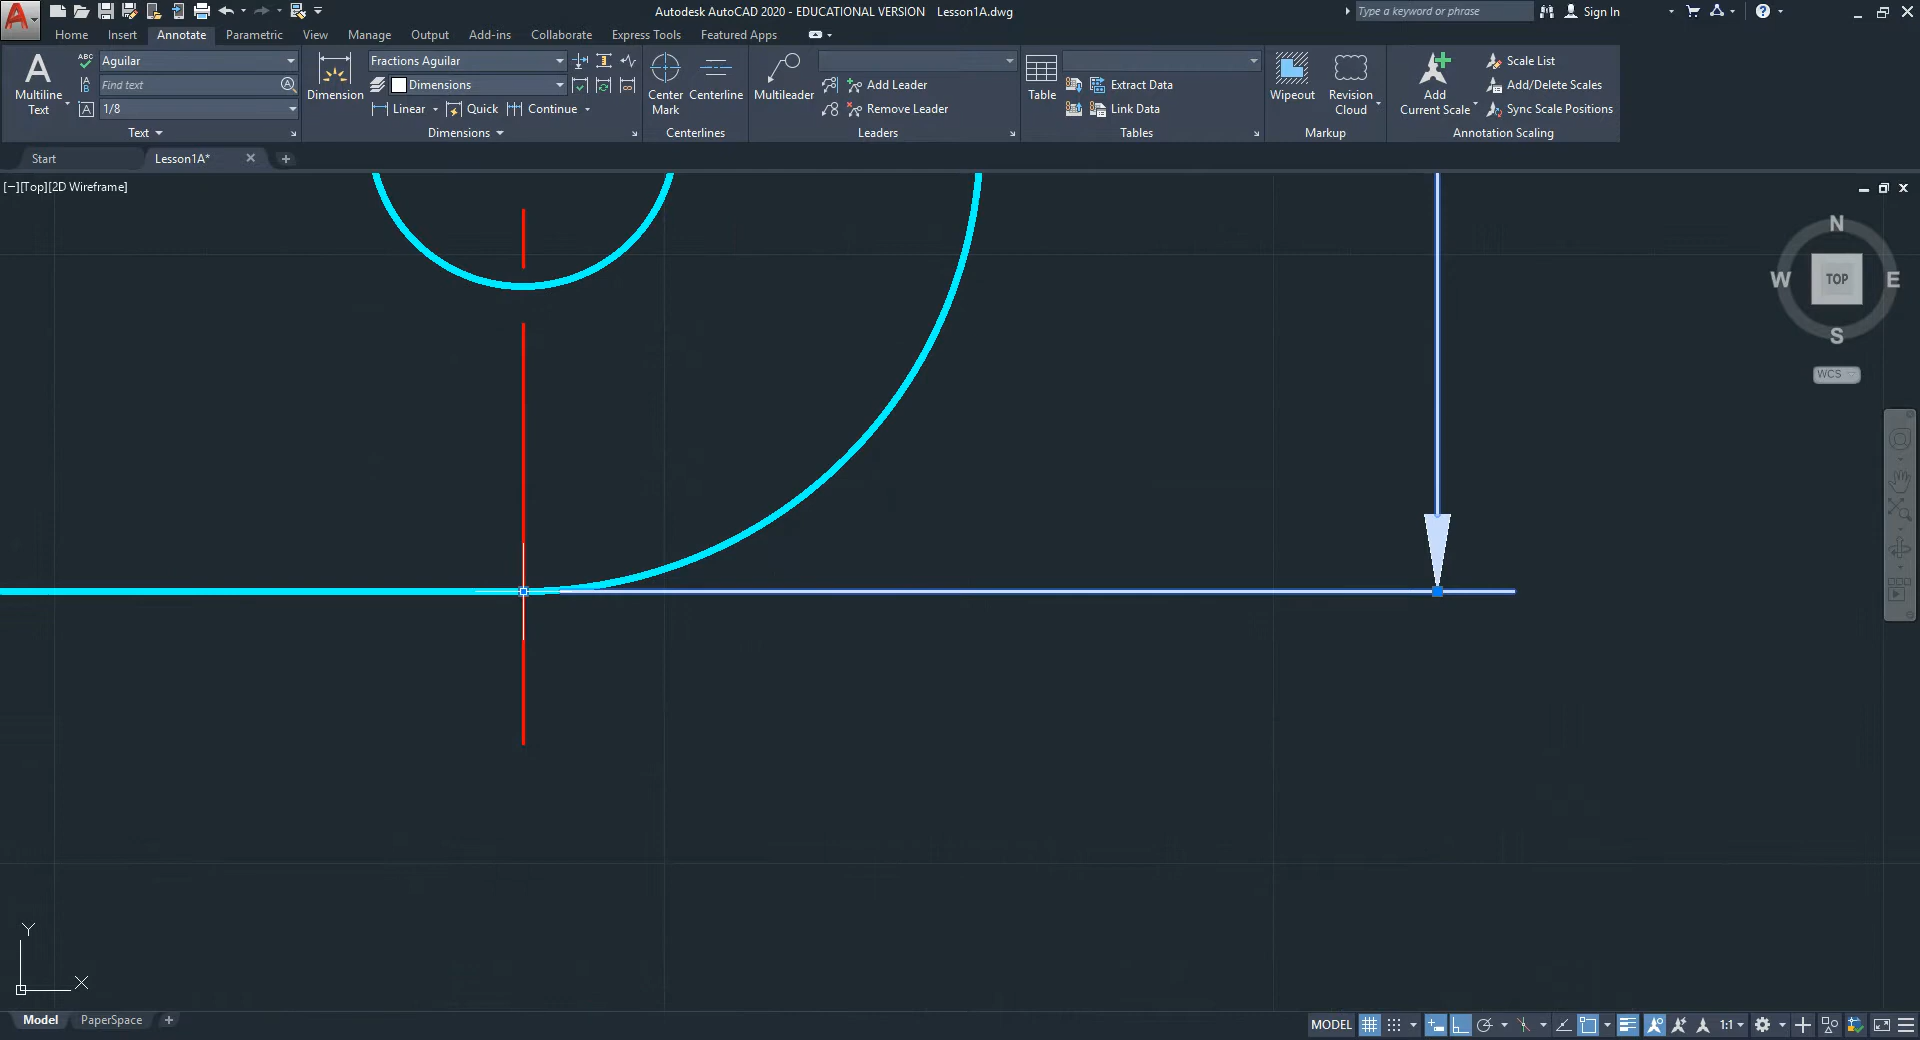 Autodesk AutoCAD 2020 - EDUCATIONAL VERSION Lesson1A.dwg
Type a keyword or phrase
Sign In
Home Insert Annotate Parametric View Manage Output Add-ins Collaborate Express Tools Featured Apps
A
Multiline
Text
ABC
Aguilar
Find text
1/8
Text
Dimension
Fractions Aguilar
Dimensions
Linear Quick Continue
Dimensions
Center
Mark
Centerline
Centerlines
Multileader
Add Leader
Remove Leader
Leaders
Table
Extract Data
Link Data
Tables
Wipeout
Revision
Cloud
Markup
Add
Current Scale
Scale List
Add/Delete Scales
Sync Scale Positions
Annotation Scaling
Start
Lesson1A*
[−][Top][2D Wireframe]
N
W TOP E
S
WCS
Y
X
Model PaperSpace
MODEL
1:1